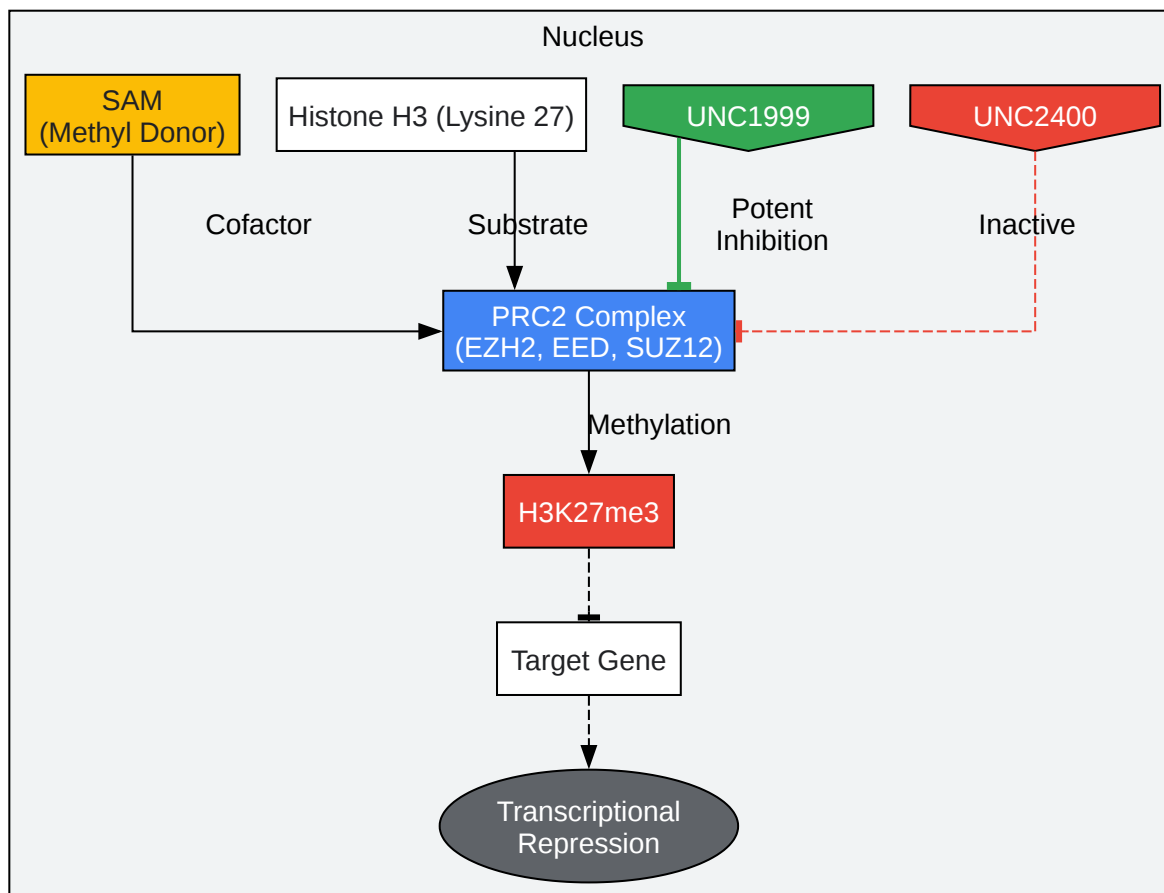 Nucleus
SAM
(Methyl Donor)
Histone H3 (Lysine 27)
UNC1999
UNC2400
Cofactor
Substrate
Potent
Inhibition
Inactive
PRC2 Complex
(EZH2, EED, SUZ12)
Methylation
H3K27me3
Target Gene
Transcriptional
Repression